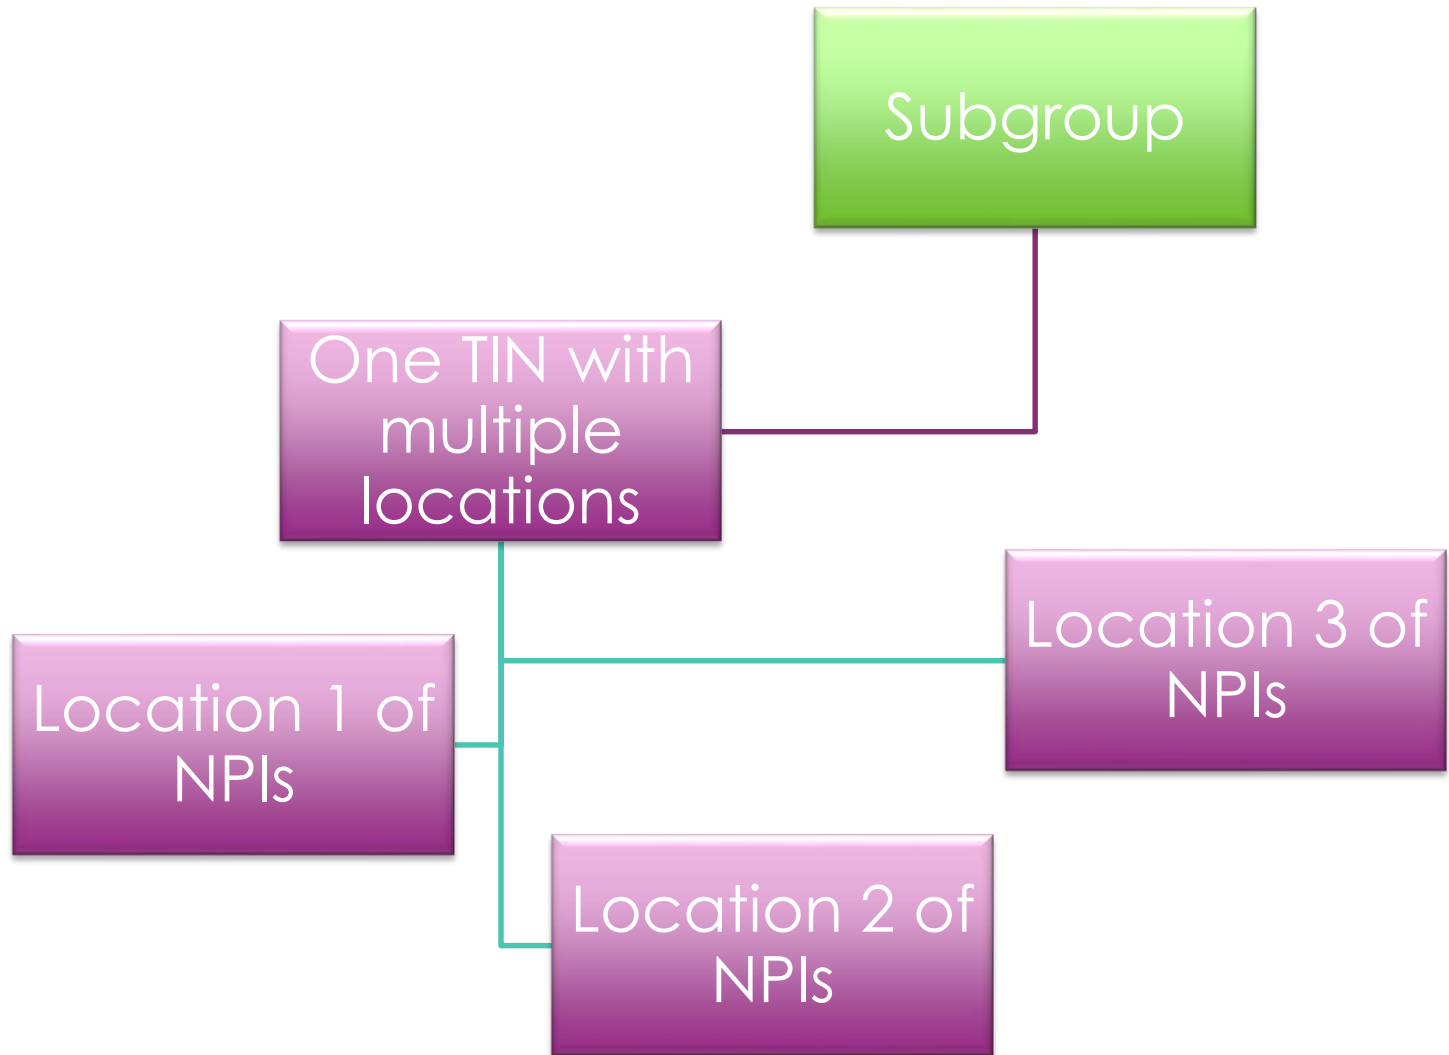 Subgroup
One TIN with
multiple
locations
Location 1 of
NPIs
Location 2 of
NPIs
Location 3 of
NPIs